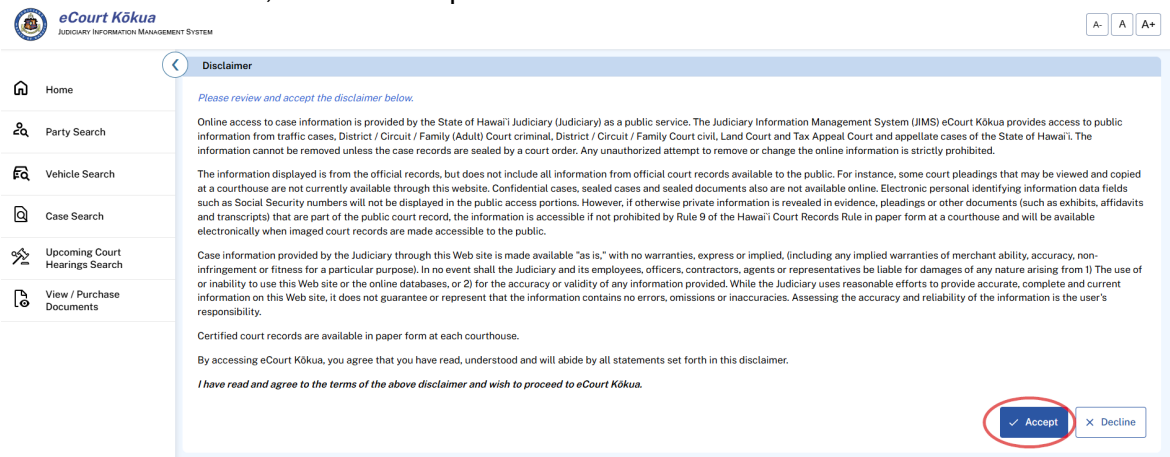 eCourt Kōkua
JUDICIARY INFORMATION MANAGEMENT SYSTEM
A- A A+
Home
Party Search
Vehicle Search
Case Search
Upcoming Court
Hearings Search
View / Purchase
Documents
Disclaimer
Please review and accept the disclaimer below.
Online access to case information is provided by the State of Hawai`i Judiciary (Judiciary) as a public service. The Judiciary Information Management System (JIMS) eCourt Kōkua provides access to public
information from traffic cases, District / Circuit / Family (Adult) Court criminal, District / Circuit / Family Court civil, Land Court and Tax Appeal Court and appellate cases of the State of Hawai`i. The
information cannot be removed unless the case records are sealed by a court order. Any unauthorized attempt to remove or change the online information is strictly prohibited.
The information displayed is from the official records, but does not include all information from official court records available to the public. For instance, some court pleadings that may be viewed and copied
at a courthouse are not currently available through this website. Confidential cases, sealed cases and sealed documents also are not available online. Electronic personal identifying information data fields
such as Social Security numbers will not be displayed in the public access portions. However, if otherwise private information is revealed in evidence, pleadings or other documents (such as exhibits, affidavits
and transcripts) that are part of the public court record, the information is accessible if not prohibited by Rule 9 of the Hawai`i Court Records Rule in paper form at a courthouse and will be available
electronically when imaged court records are made accessible to the public.
Case information provided by the Judiciary through this Web site is made available "as is," with no warranties, express or implied, (including any implied warranties of merchant ability, accuracy, non-
infringement or fitness for a particular purpose). In no event shall the Judiciary and its employees, officers, contractors, agents or representatives be liable for damages of any nature arising from 1) The use of
or inability to use this Web site or the online databases, or 2) for the accuracy or validity of any information provided. While the Judiciary uses reasonable efforts to provide accurate, complete and current
information on this Web site, it does not guarantee or represent that the information contains no errors, omissions or inaccuracies. Assessing the accuracy and reliability of the information is the user's
responsibility.
Certified court records are available in paper form at each courthouse.
By accessing eCourt Kōkua, you agree that you have read, understood and will abide by all statements set forth in this disclaimer.
I have read and agree to the terms of the above disclaimer and wish to proceed to eCourt Kōkua.
Accept
Decline